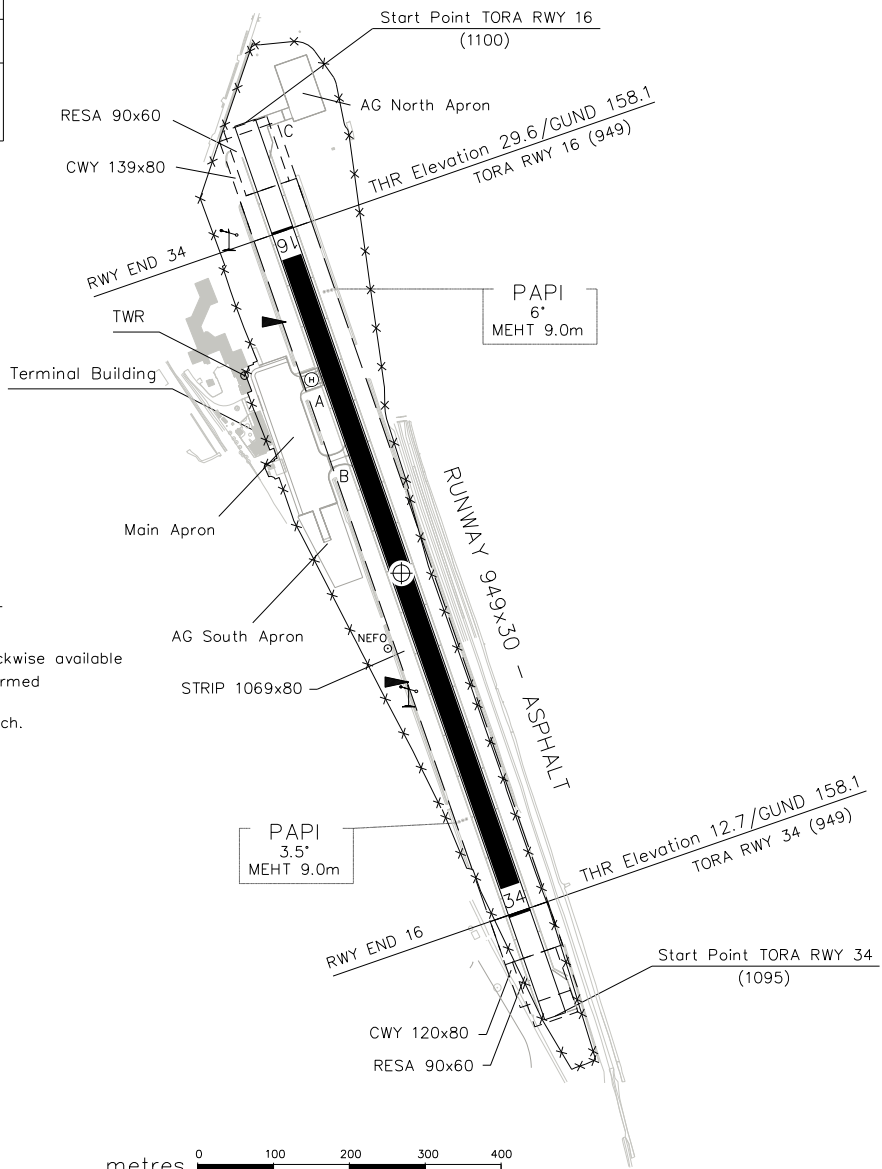 Start Point TORA RWY 16
(1100)
RESA 90x60
AG North Apron
C
CWY 139x80
THR Elevation 29.6/GUND 158.1
TORA RWY 16 (949)
RWY END 34
16
PAPI
6°
MEHT 9.0m
TWR
Terminal Building
H
A
B
Main Apron
RUNWAY 949x30 – ASPHALT
AG South Apron
NEFO
ckwise available
STRIP 1069x80
rmed
ch.
PAPI
3.5°
MEHT 9.0m
THR Elevation 12.7/GUND 158.1
TORA RWY 34 (949)
34
RWY END 16
Start Point TORA RWY 34
(1095)
CWY 120x80
RESA 90x60
metres 0 100 200 300 400